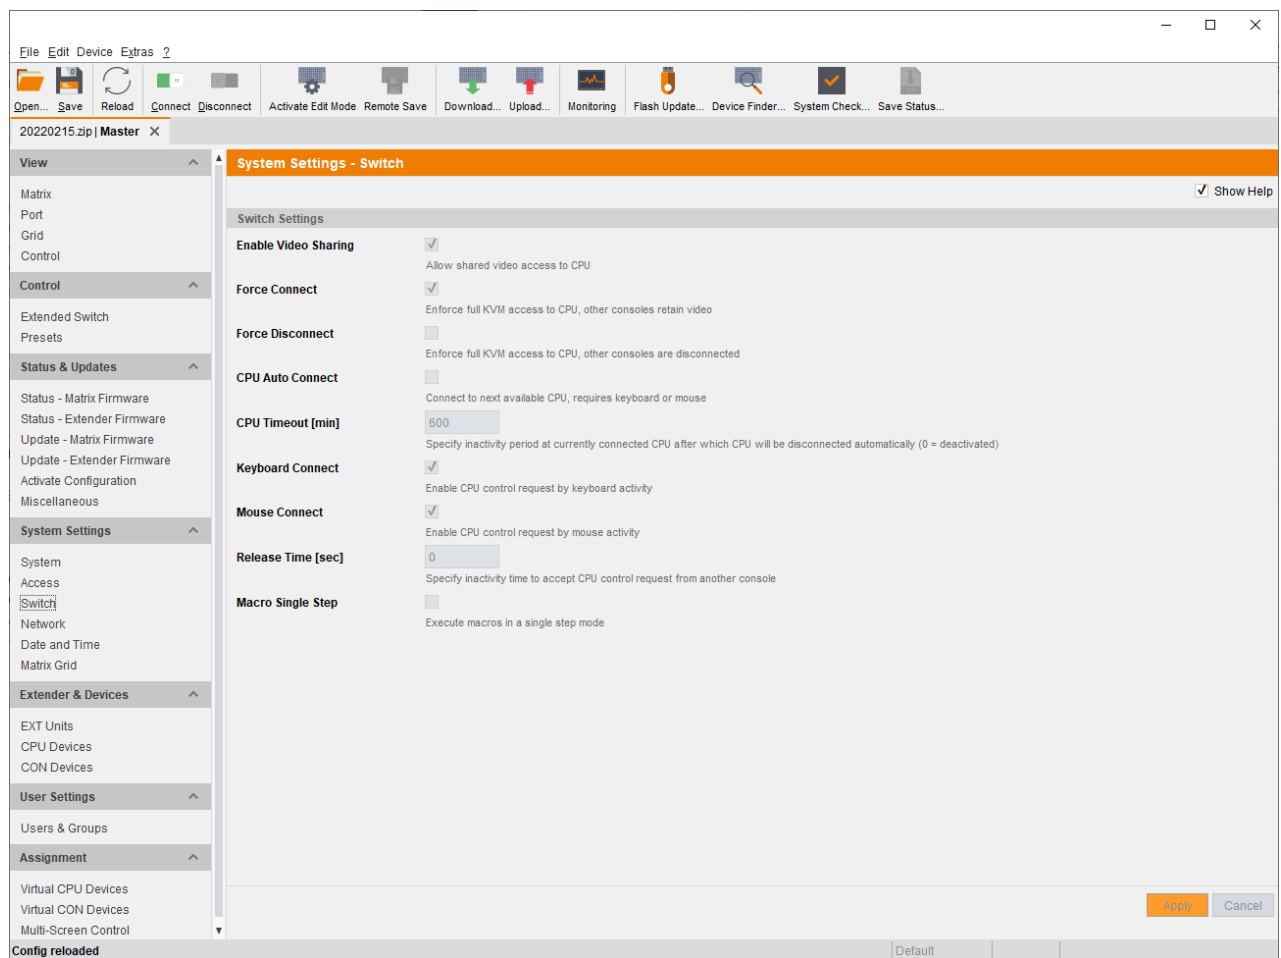 File Edit Device Extras ?
Open... Save Reload Connect Disconnect Activate Edit Mode Remote Save Download... Upload... Monitoring Flash Update... Device Finder... System Check... Save Status...
20220215.zip | Master
View
Matrix
Port
Grid
Control
Control
Extended Switch
Presets
Status & Updates
Status - Matrix Firmware
Status - Extender Firmware
Update - Matrix Firmware
Update - Extender Firmware
Activate Configuration
Miscellaneous
System Settings
System
Access
Switch
Network
Date and Time
Matrix Grid
Extender & Devices
EXT Units
CPU Devices
CON Devices
User Settings
Users & Groups
Assignment
Virtual CPU Devices
Virtual CON Devices
Multi-Screen Control
System Settings - Switch
Show Help
Switch Settings
Enable Video Sharing
Allow shared video access to CPU
Force Connect
Enforce full KVM access to CPU, other consoles retain video
Force Disconnect
Enforce full KVM access to CPU, other consoles are disconnected
CPU Auto Connect
Connect to next available CPU, requires keyboard or mouse
CPU Timeout [min] 600
Specify inactivity period at currently connected CPU after which CPU will be disconnected automatically (0 = deactivated)
Keyboard Connect
Enable CPU control request by keyboard activity
Mouse Connect
Enable CPU control request by mouse activity
Release Time [sec] 0
Specify inactivity time to accept CPU control request from another console
Macro Single Step
Execute macros in a single step mode
Apply Cancel
Config reloaded Default